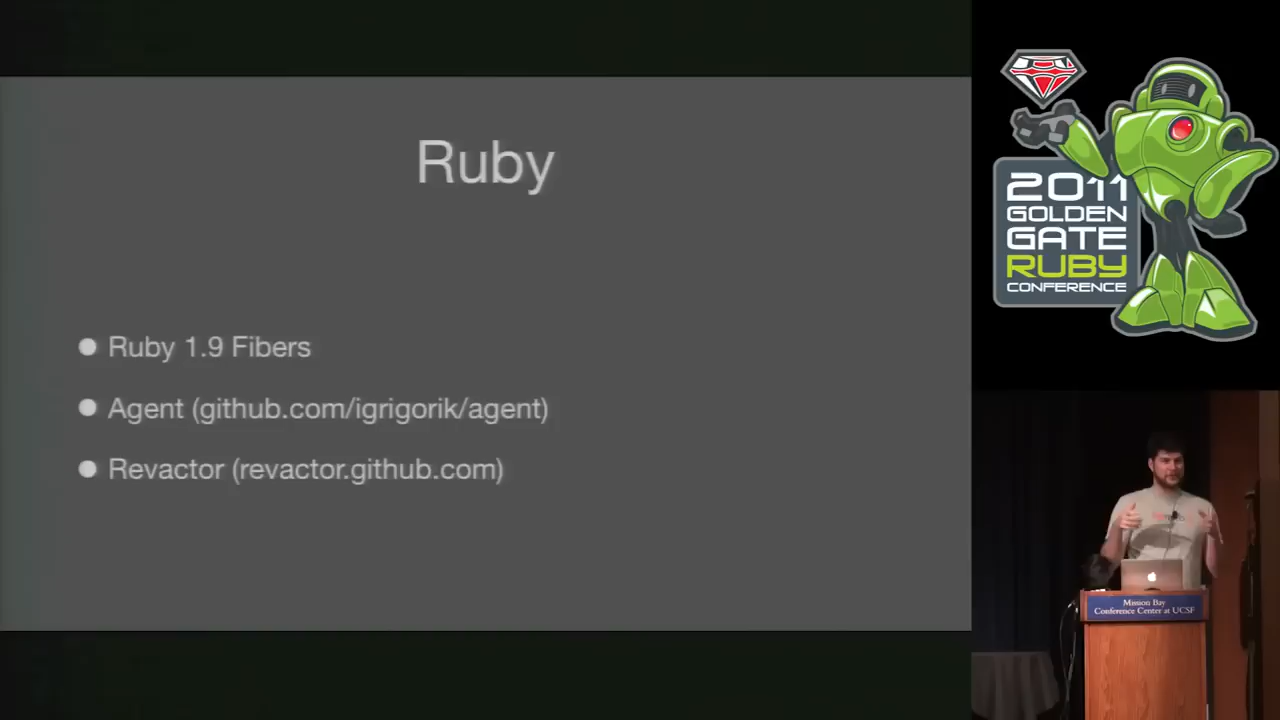 Ruby
Ruby 1.9 Fibers
Agent (github.com/igrigorik/agent)
Revactor (revactor.github.com)
2011
GOLDEN
GATE
RUBY
CONFERENCE
Mission Bay
Conference Center at UCSF